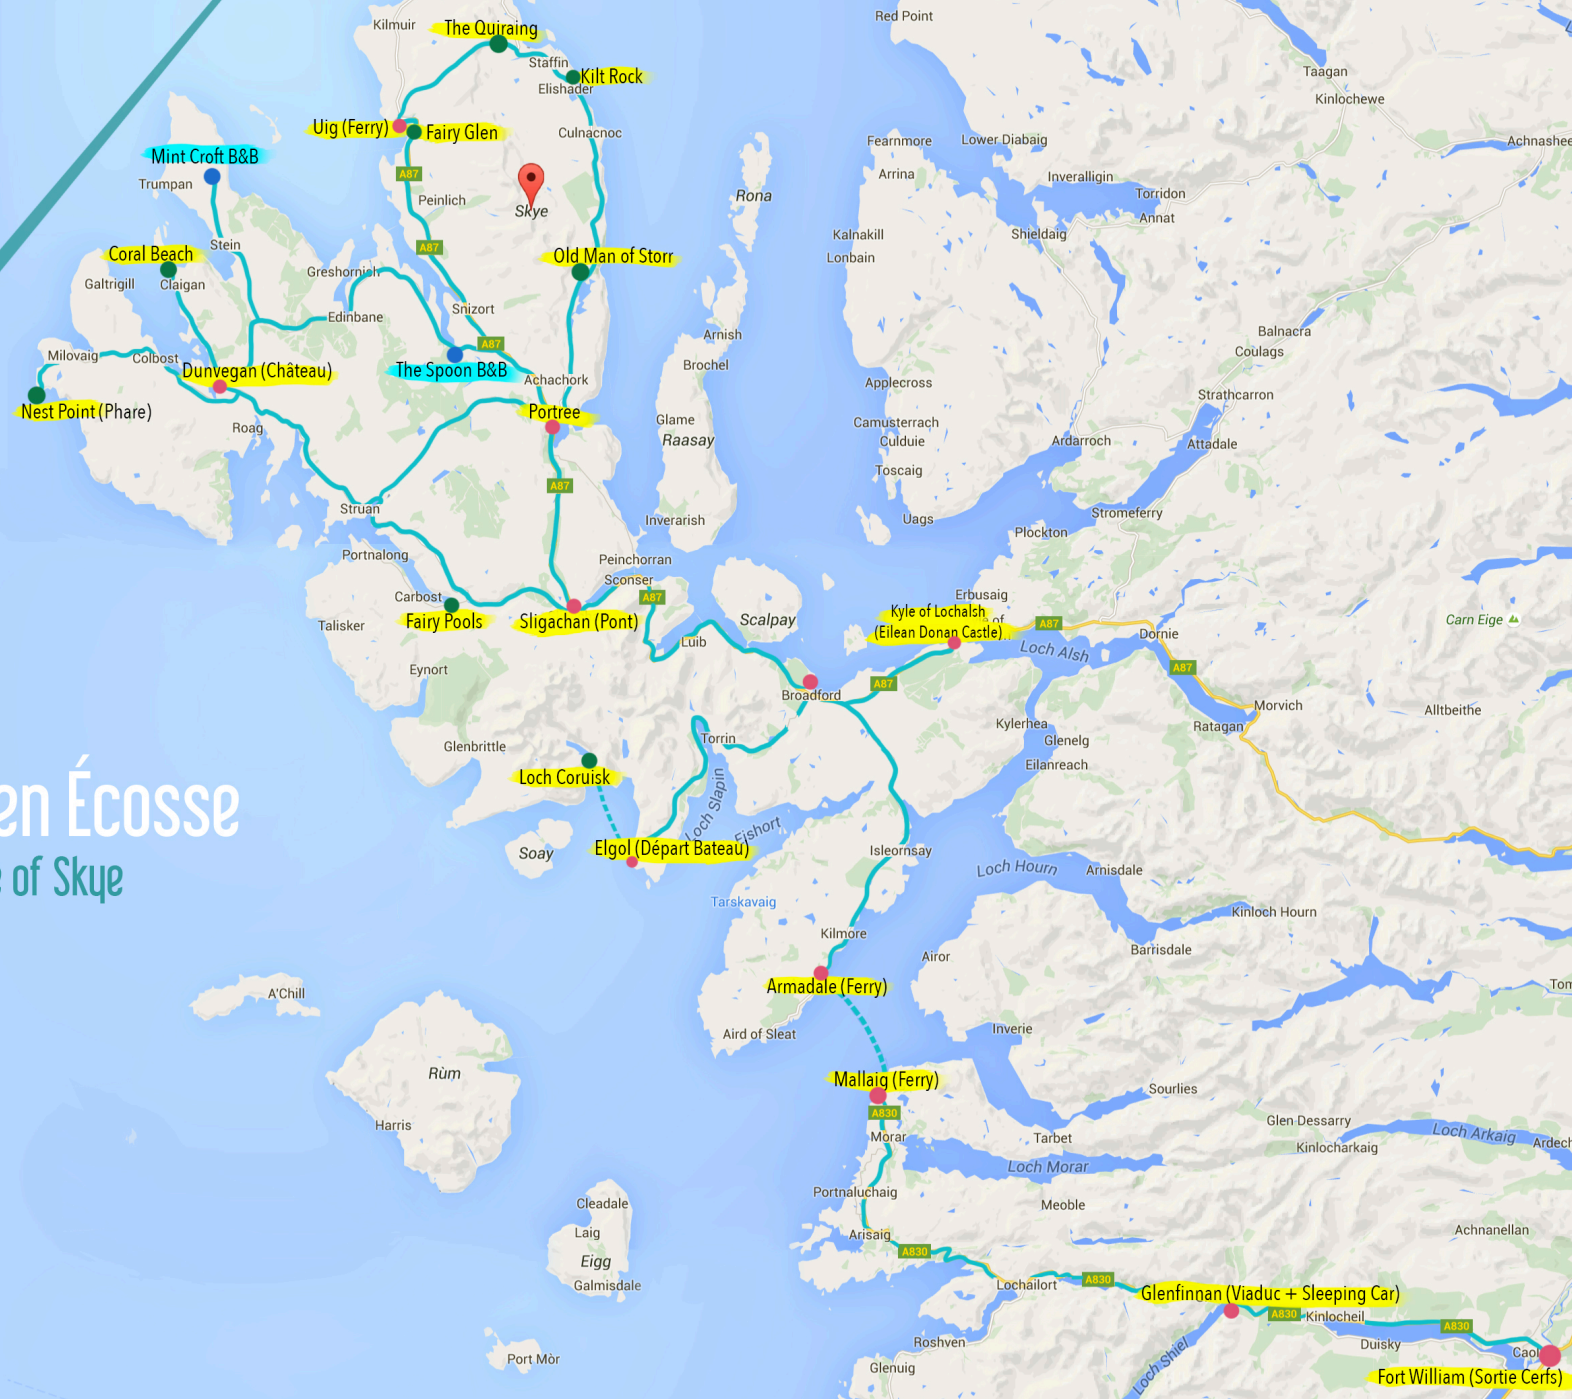 Red Point
Kilmuir
The Quiraing
Staffin
Kilt Rock
Elishader
Taagan
Kinlochewe
Uig (Ferry)
Fairy Glen
Culnacnoc
Fearnmore
Lower Diabaig
Achnashee
Mint Croft B&B
Trumpan
A87
Arrina
Inveralligin
Torridon
Peinlich
Skye
Rona
Annat
Stein
A87
Kalnakill
Shieldaig
Coral Beach
Old Man of Storr
Lonbain
Galtrigill
Claigan
Greshornish
Snizort
Edinbane
Arnish
Balnacra
A87
Coulags
Milovaig
Colbost
Dunvegan (Château)
The Spoon B&B
Brochel
Achachork
Applecross
Strathcarron
Nest Point (Phare)
Portree
Roag
Glame
Raasay
Camusterrach
Culduie
Ardarroch
Attadale
Toscaig
A87
Struan
Inverarish
Uags
Stromeferry
Plockton
Portnalong
Peinchorran
Sconser
Carbost
A87
Erbusaig
Talisker
Fairy Pools
Sligachan (Pont)
Scalpay
Kyle of Lochalsh
of
(Eilean Donan Castle)..
A87
Carn Eige
Dornie
Luib
Loch Alsh
Eynort
A87
A87
Broadford
Morvich
Alltbeithe
Kylerhea
Ratagan
Glenbrittle
Torrin
Glenelg
Eilanreach
Loch Coruisk
Loch Slapin
en Écosse
Eishort
Soay
Elgol (Départ Bateau)
Isleornsay
e of Skye
Loch Hourn
Arnisdale
Tarskavaig
Kinloch Hourn
Kilmore
Barrisdale
Airor
Armadale (Ferry)
Tom
A'Chill
Aird of Sleat
Inverie
Rùm
Mallaig (Ferry)
Sourlies
A830
Harris
Glen Dessarry
Morar
Tarbet
Loch Arkaig
Ardech
Kinlocharkaig
Loch Morar
Portnaluchaig
Cleadale
Meoble
Laig
Arisaig
Achnanellan
A830
Eigg
Galmisdale
Lochailort
A830
Glenfinnan (Viaduc + Sleeping Car)
A830
Kinlocheil
A830
Roshven
Duisky
Caol
Port Mòr
Loch Shiel
Glenuig
Fort William (Sortie Cerfs)